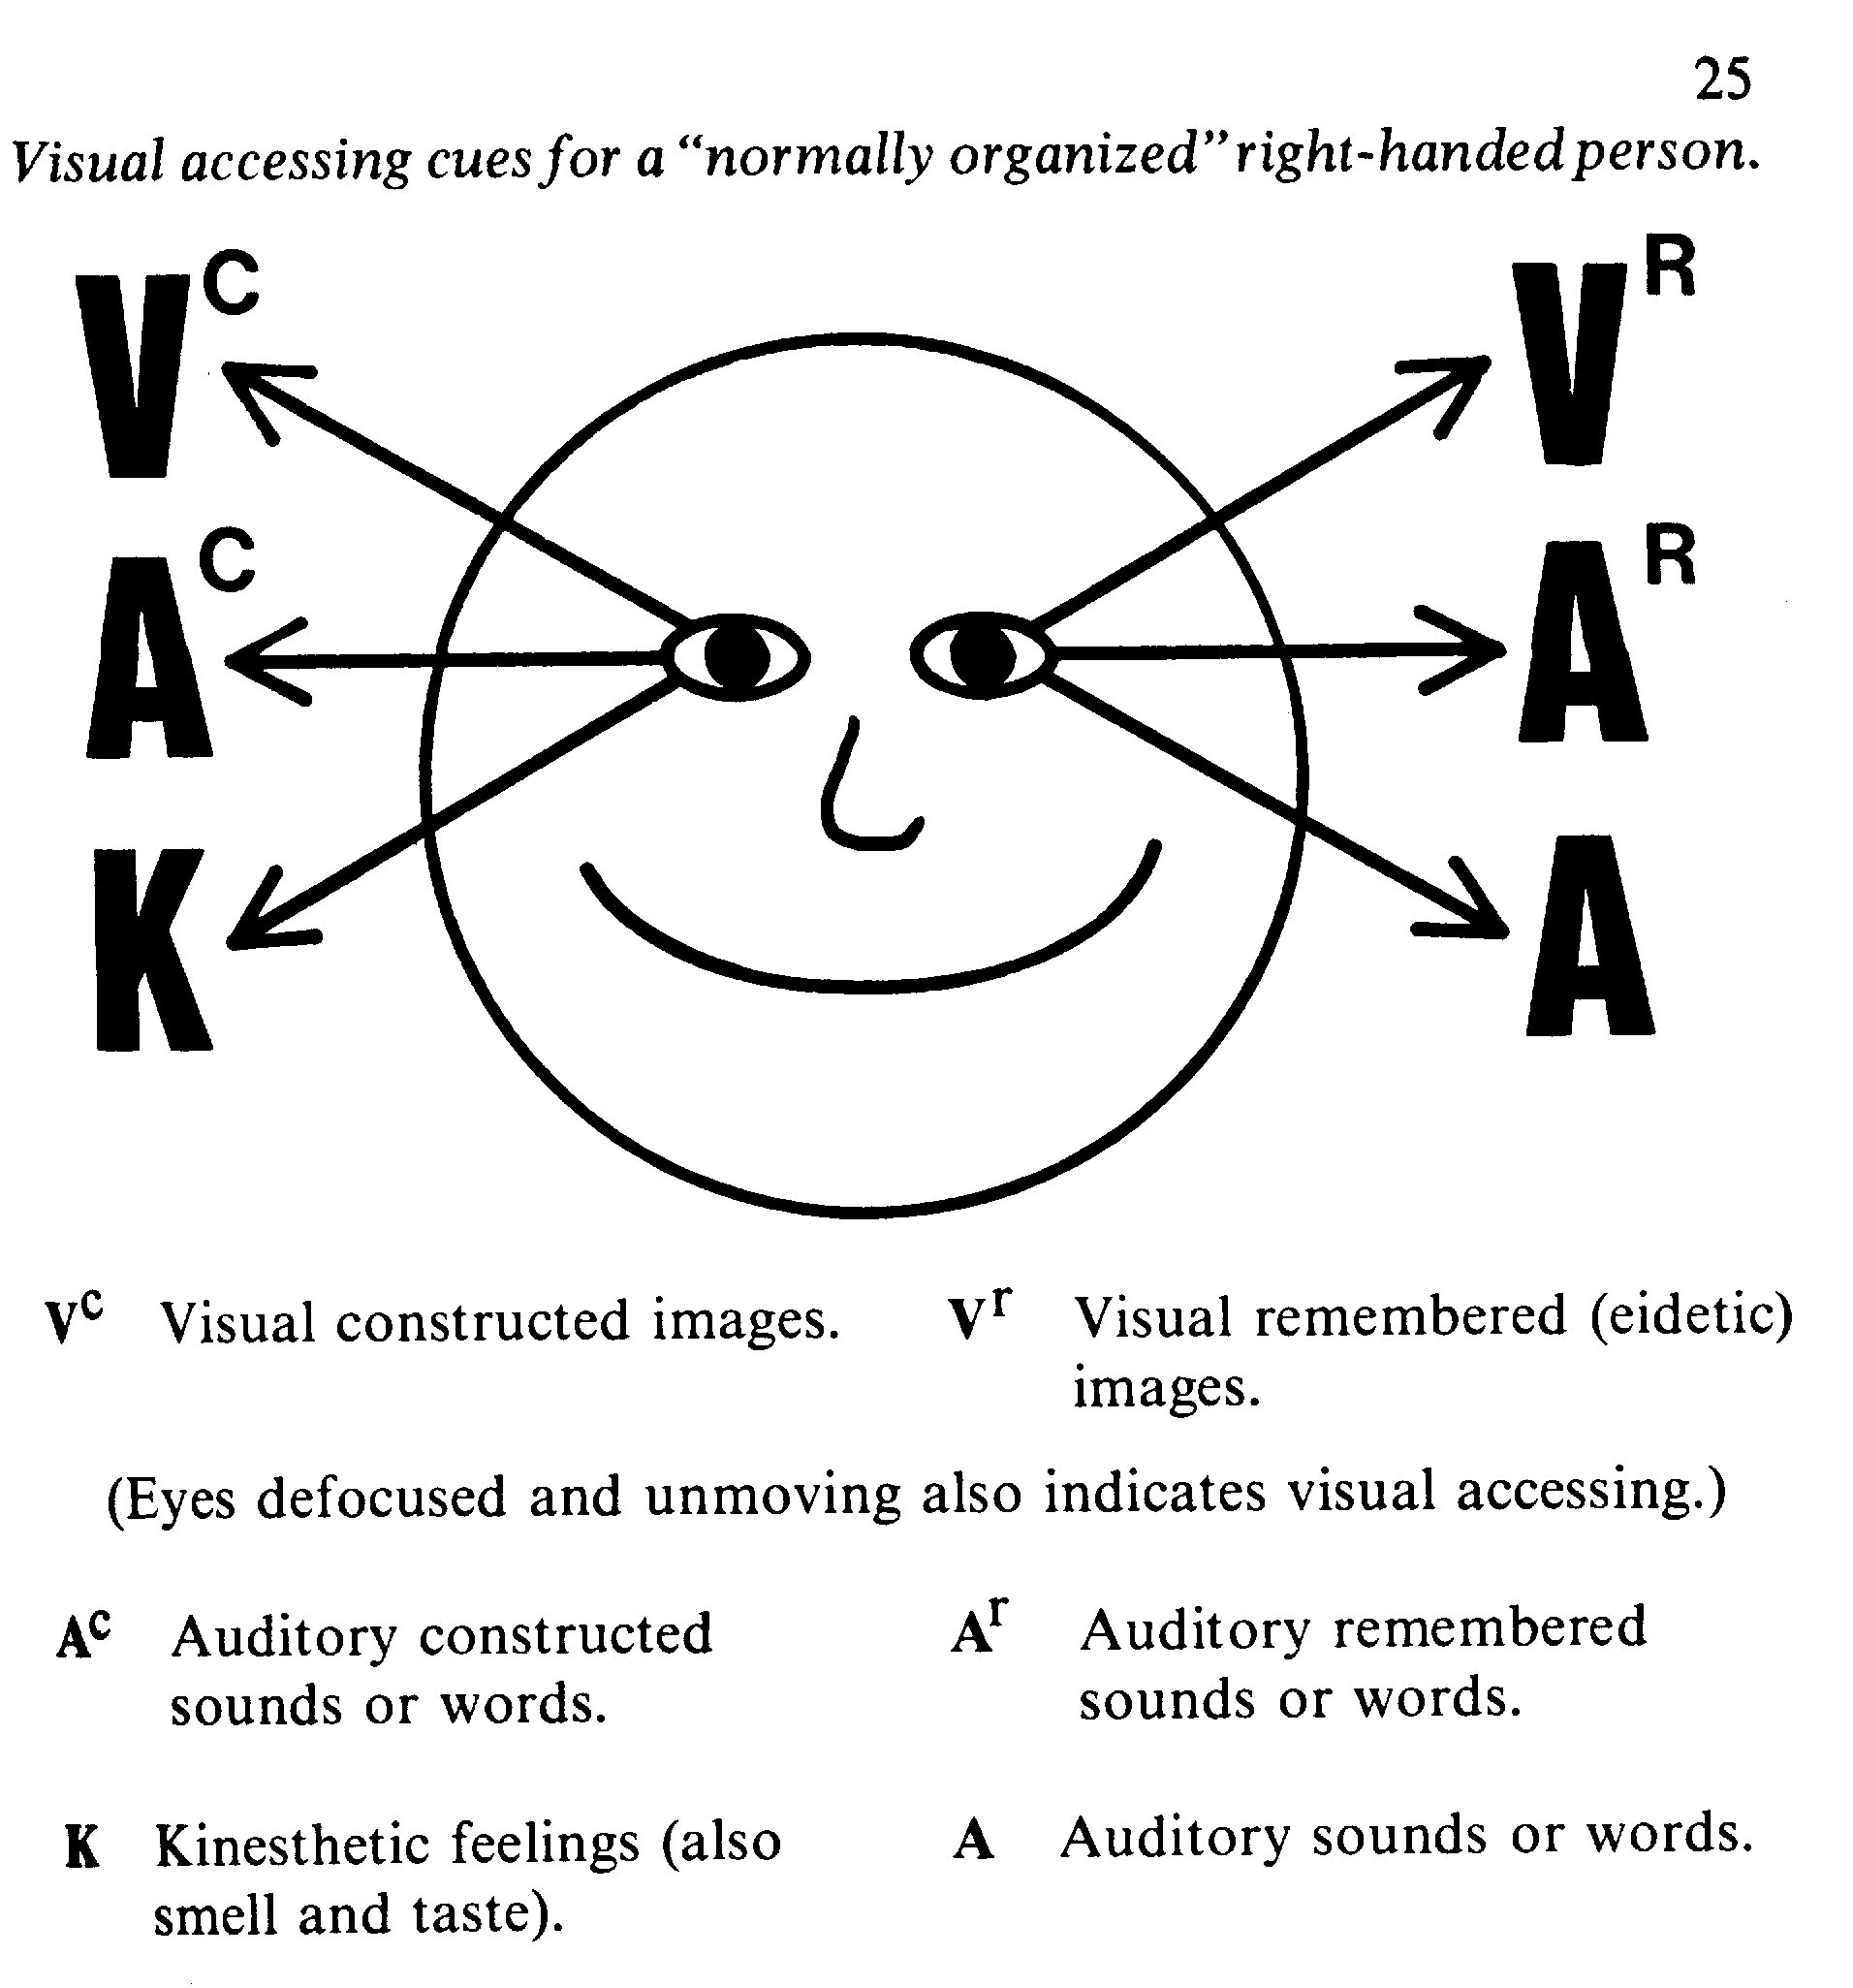 25
Visual accessing cues for a “normally organized” right-handed person.
V^C V^R
A^C A^R
K A
V^c Visual constructed images. V^r Visual remembered (eidetic)
images.
(Eyes defocused and unmoving also indicates visual accessing.)
A^c Auditory constructed A^r Auditory remembered
sounds or words. sounds or words.
K Kinesthetic feelings (also A Auditory sounds or words.
smell and taste).